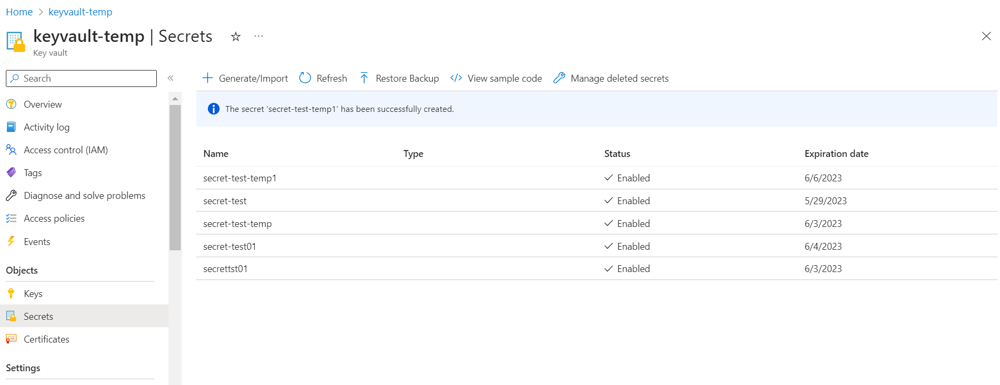 Home > keyvault-temp
keyvault-temp | Secrets
Key vault
Search
Overview
Activity log
Access control (IAM)
Tags
Diagnose and solve problems
Access policies
Events
Objects
Keys
Secrets
Certificates
Settings
Generate/Import Refresh Restore Backup View sample code Manage deleted secrets
The secret 'secret-test-temp1' has been successfully created.
Name Type Status Expiration date
secret-test-temp1 Enabled 6/6/2023
secret-test Enabled 5/29/2023
secret-test-temp Enabled 6/3/2023
secret-test01 Enabled 6/4/2023
secrettst01 Enabled 6/3/2023